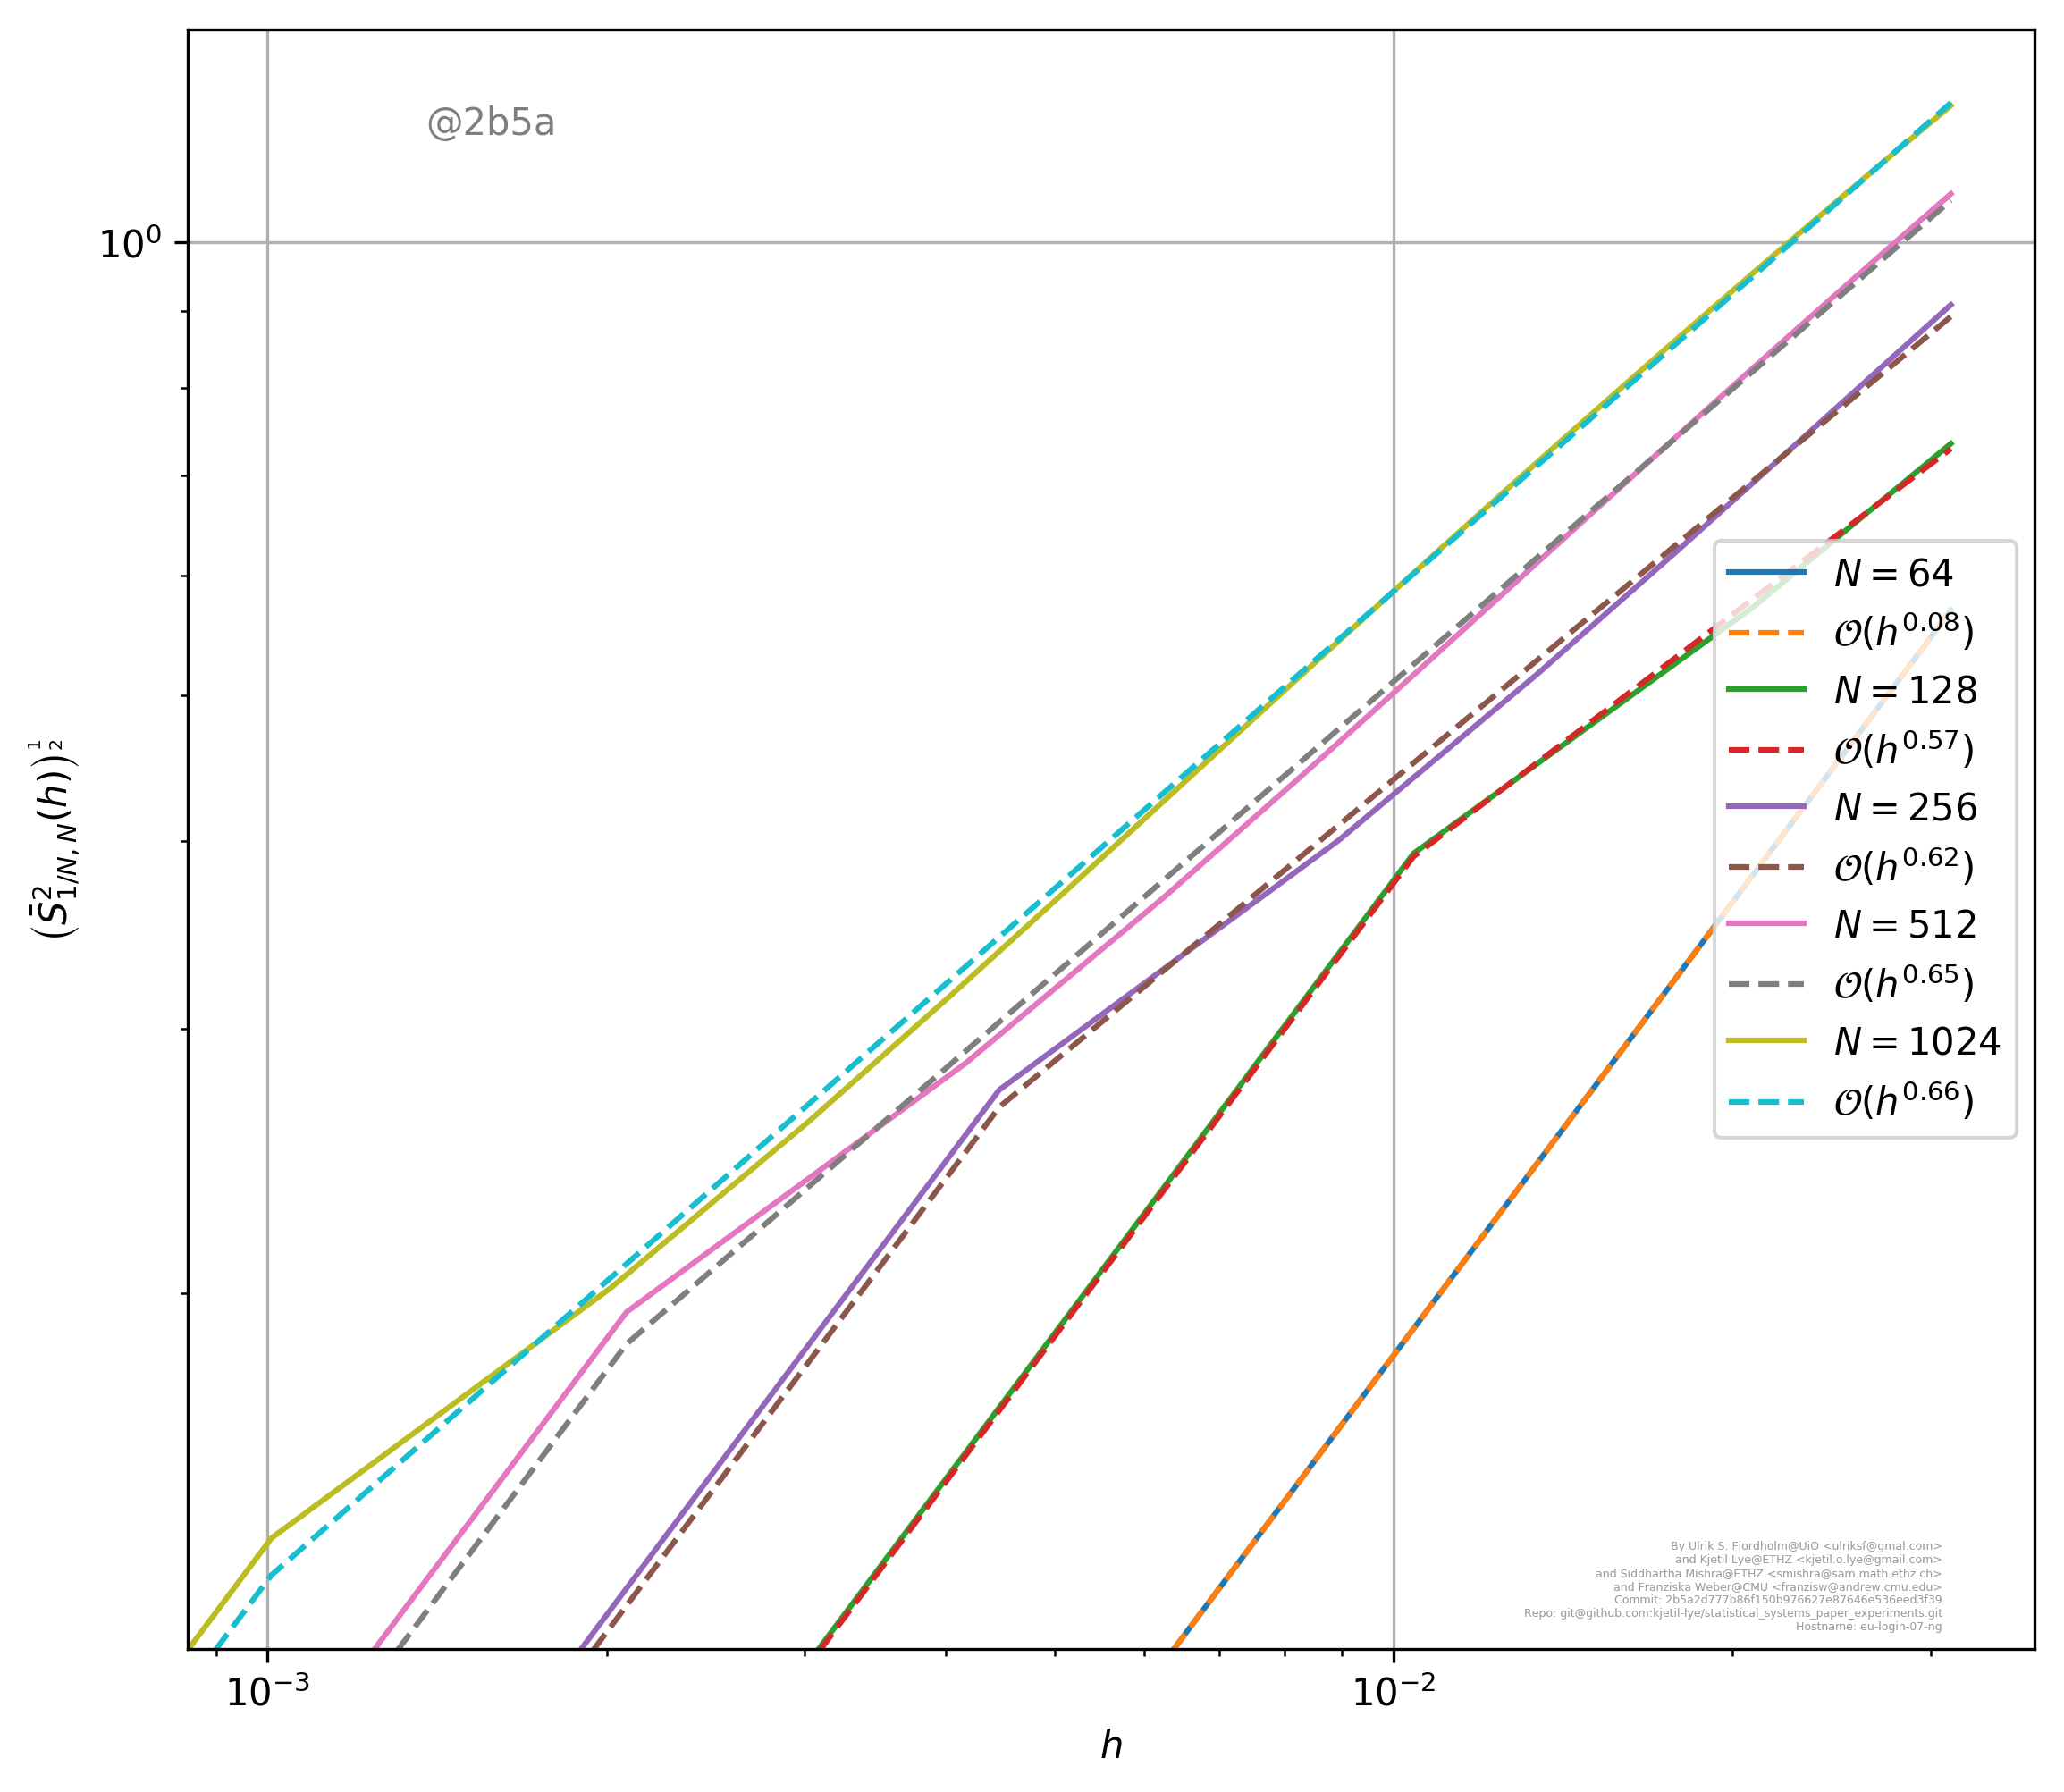 @2b5a
10⁰
(S̄²_{1/N, N}(h))^{1/2}
N = 64
𝒪(h^{0.08})
N = 128
𝒪(h^{0.57})
N = 256
𝒪(h^{0.62})
N = 512
𝒪(h^{0.65})
N = 1024
𝒪(h^{0.66})
By Ulrik S. Fjordholm@UiO <ulriksf@gmal.com>
and Kjetil Lye@ETHZ <kjetil.o.lye@gmail.com>
and Siddhartha Mishra@ETHZ <smishra@sam.math.ethz.ch>
and Franziska Weber@CMU <franzisw@andrew.cmu.edu>
Commit: 2b5a2d777b86f150b976627e87646e536eed3f39
Repo: git@github.com:kjetil-lye/statistical_systems_paper_experiments.git
Hostname: eu-login-07-ng
10⁻³ 10⁻²
h